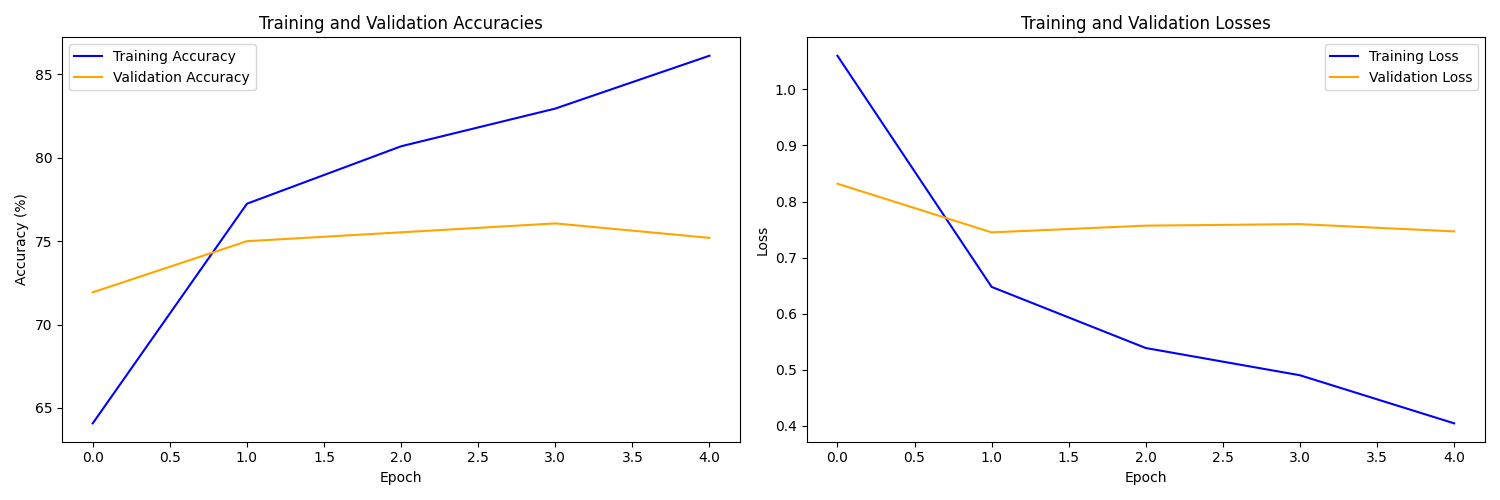 Training and Validation Accuracies
Training Accuracy
Validation Accuracy
85
80
75
70
65
Accuracy (%)
0.0 0.5 1.0 1.5 2.0 2.5 3.0 3.5 4.0
Epoch
Training and Validation Losses
Training Loss
Validation Loss
1.0
0.9
0.8
0.7
0.6
0.5
0.4
Loss
0.0 0.5 1.0 1.5 2.0 2.5 3.0 3.5 4.0
Epoch